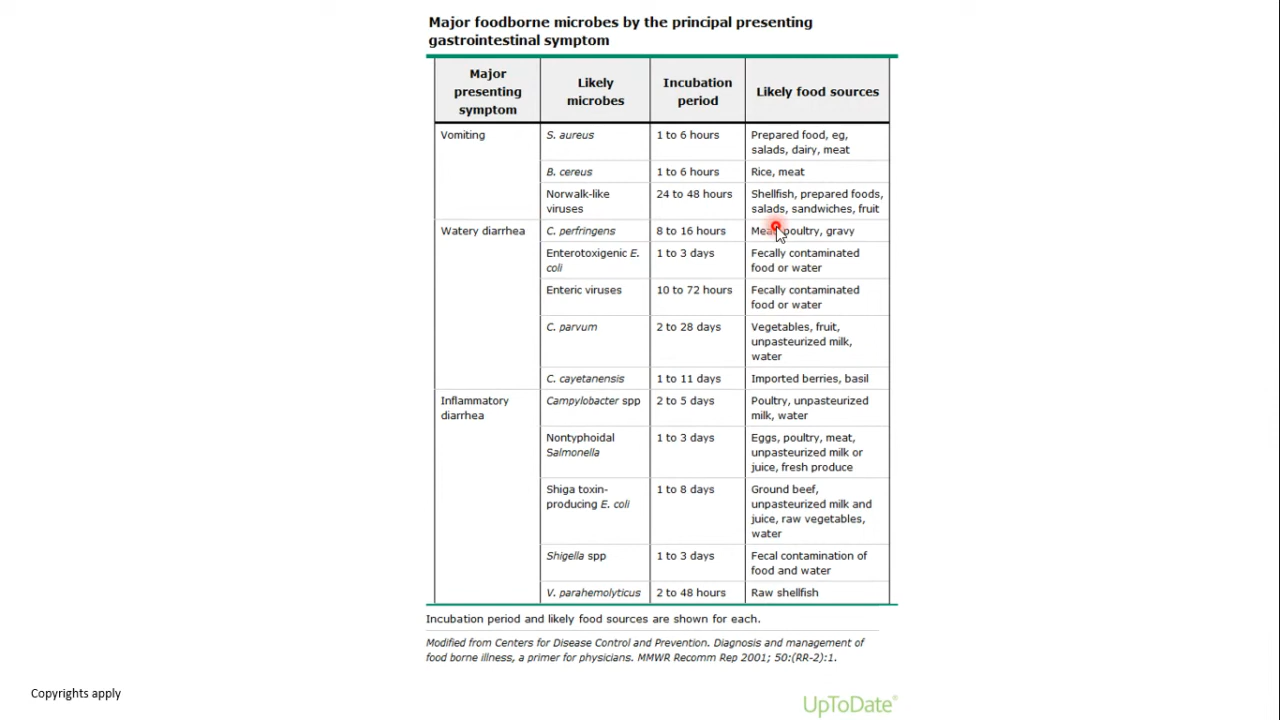 Major foodborne microbes by the principal presenting
gastrointestinal symptom
Major
presenting
symptom
Likely
microbes
Incubation
period
Likely food sources
Vomiting
S. aureus
1 to 6 hours
Prepared food, eg,
salads, dairy, meat
B. cereus
1 to 6 hours
Rice, meat
Norwalk-like
viruses
24 to 48 hours
Shellfish, prepared foods,
salads, sandwiches, fruit
Watery diarrhea
C. perfringens
8 to 16 hours
Meat, poultry, gravy
Enterotoxigenic E.
coli
1 to 3 days
Fecally contaminated
food or water
Enteric viruses
10 to 72 hours
Fecally contaminated
food or water
C. parvum
2 to 28 days
Vegetables, fruit,
unpasteurized milk,
water
C. cayetanensis
1 to 11 days
Imported berries, basil
Inflammatory
diarrhea
Campylobacter spp
2 to 5 days
Poultry, unpasteurized
milk, water
Nontyphoidal
Salmonella
1 to 3 days
Eggs, poultry, meat,
unpasteurized milk or
juice, fresh produce
Shiga toxin-
producing E. coli
1 to 8 days
Ground beef,
unpasteurized milk and
juice, raw vegetables,
water
Shigella spp
1 to 3 days
Fecal contamination of
food and water
V. parahemolyticus
2 to 48 hours
Raw shellfish
Incubation period and likely food sources are shown for each.
Modified from Centers for Disease Control and Prevention. Diagnosis and management of
food borne illness, a primer for physicians. MMWR Recomm Rep 2001; 50:(RR-2):1.
Copyrights apply
UpToDate®